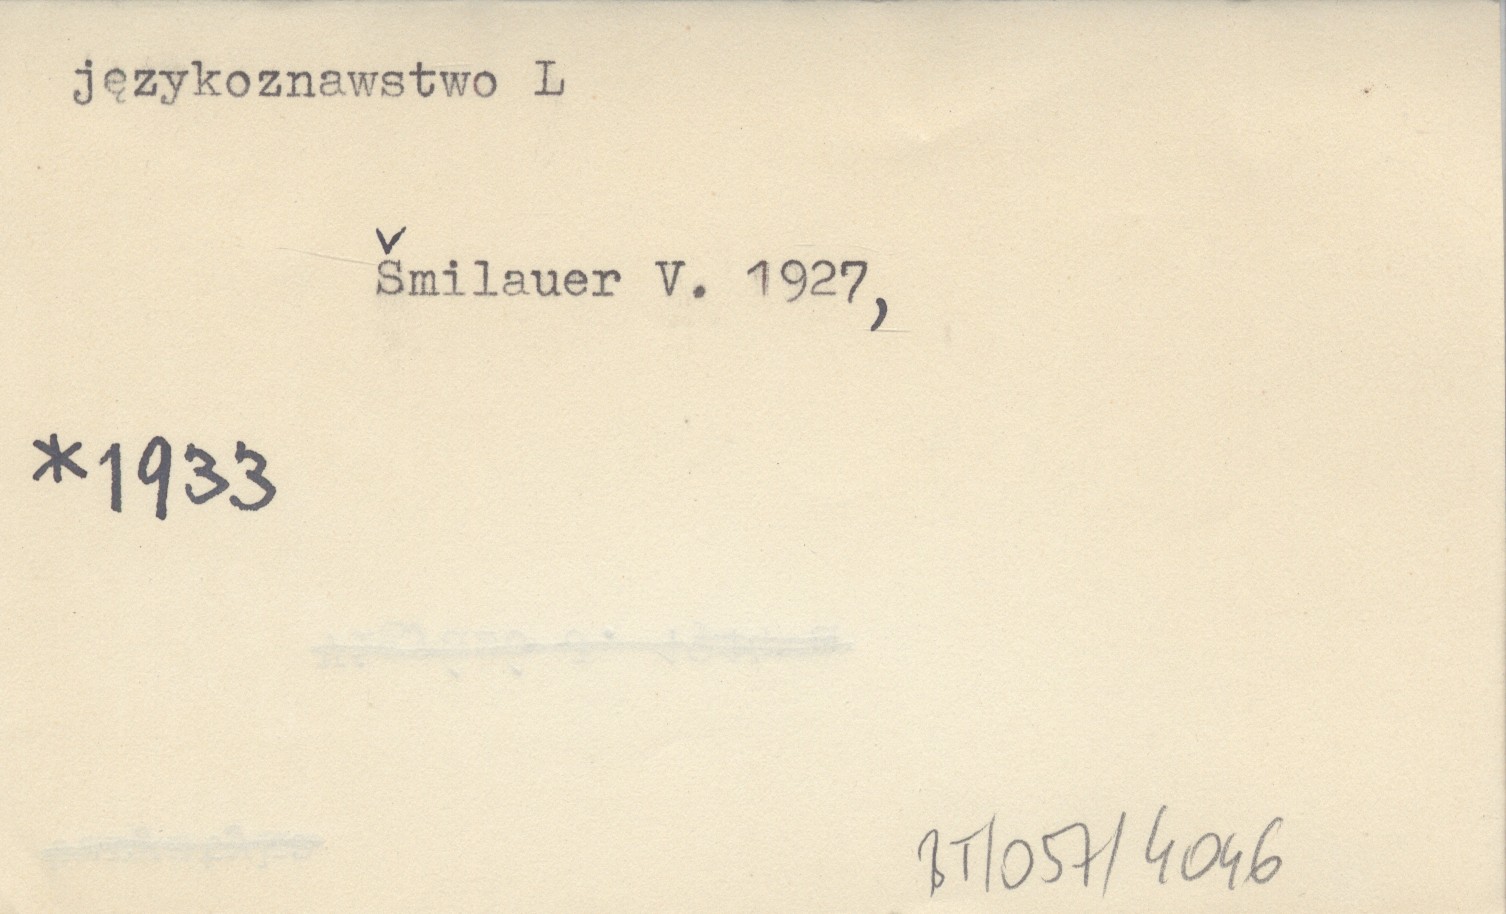 językoznawstwo L
Šmilauer V. 1927,
*1933
BT/057/4046